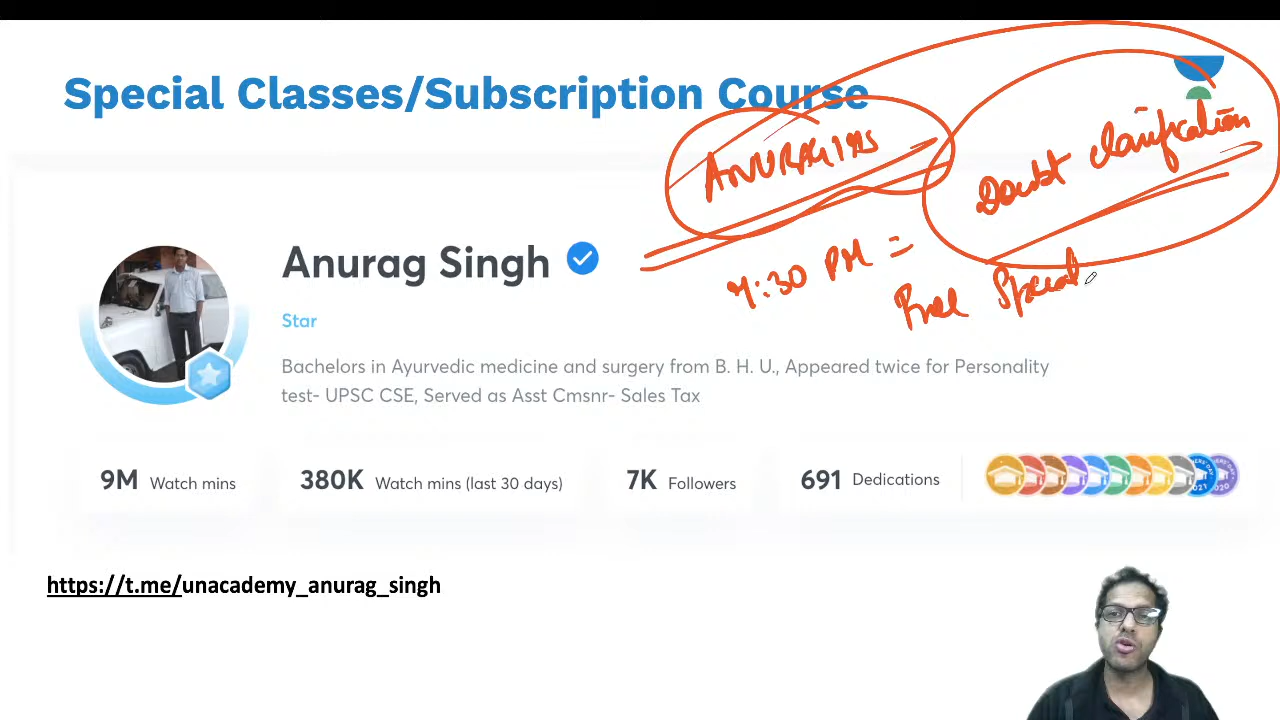 Special Classes/Subscription Course
ANURAGIAS
Doubt clarification
7:30 PM =
Free Special
Anurag Singh
Star
Bachelors in Ayurvedic medicine and surgery from B. H. U., Appeared twice for Personality
test- UPSC CSE, Served as Asst Cmsnr- Sales Tax
9M Watch mins 380K Watch mins (last 30 days) 7K Followers 691 Dedications
https://t.me/unacademy_anurag_singh